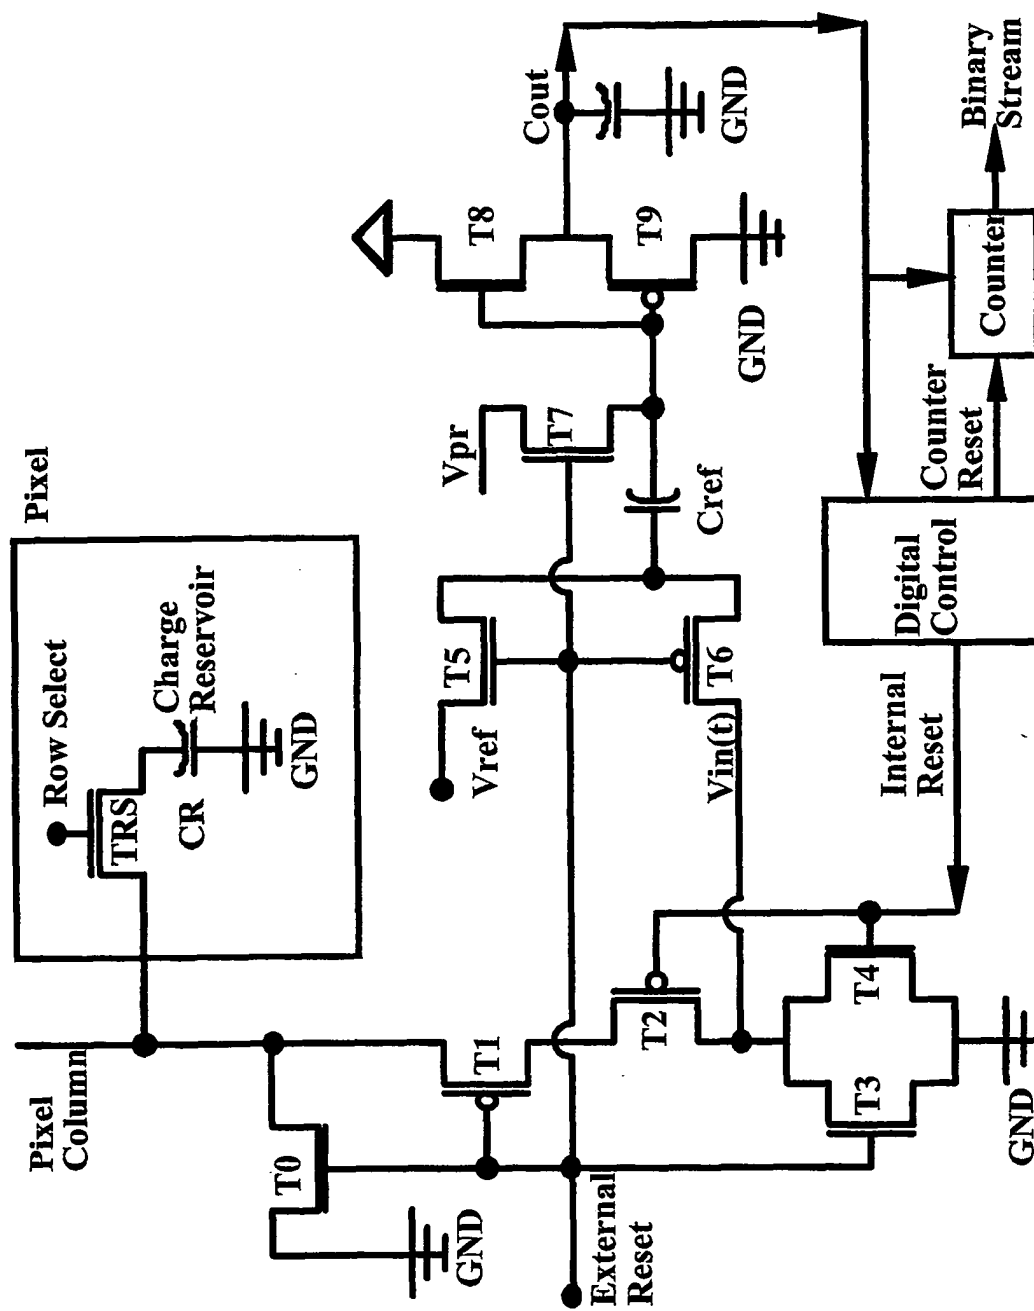 Pixel
Column
Pixel
Row Select
TRS
Charge
Reservoir
CR
GND
T0
GND
T1
External
Reset
T2
T3
T4
GND
Vref
T5
T6
Vin(t)
Vpr
T7
Cref
T8
T9
GND
Cout
GND
Internal
Reset
Digital
Control
Counter
Reset
Counter
Binary
Stream